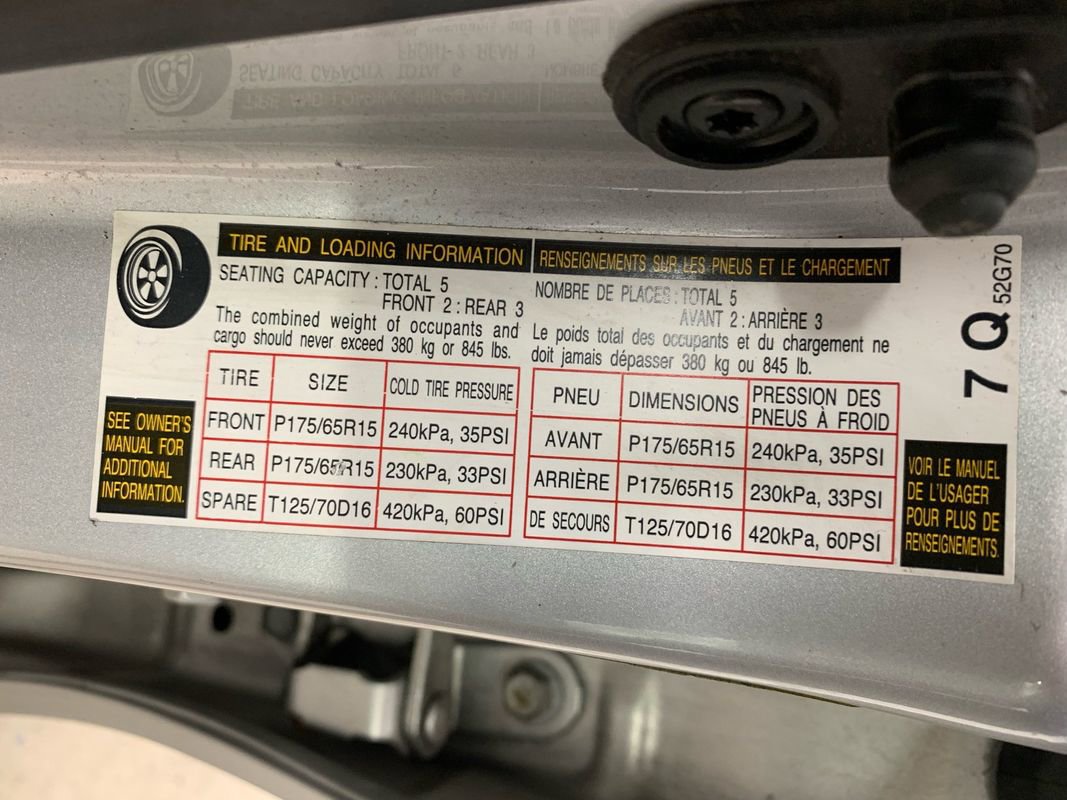 TIRE AND LOADING INFORMATION
SEATING CAPACITY : TOTAL 5
FRONT 2 : REAR 3
The combined weight of occupants and
cargo should never exceed 380 kg or 845 lbs.
TIRE SIZE COLD TIRE PRESSURE
FRONT P175/65R15 240kPa, 35PSI
REAR P175/65R15 230kPa, 33PSI
SPARE T125/70D16 420kPa, 60PSI
SEE OWNER'S
MANUAL FOR
ADDITIONAL
INFORMATION.
RENSEIGNEMENTS SUR LES PNEUS ET LE CHARGEMENT
NOMBRE DE PLACES : TOTAL 5
AVANT 2 : ARRIÈRE 3
Le poids total des occupants et du chargement ne
doit jamais dépasser 380 kg ou 845 lb.
PNEU DIMENSIONS PRESSION DES
PNEUS À FROID
AVANT P175/65R15 240kPa, 35PSI
ARRIÈRE P175/65R15 230kPa, 33PSI
DE SECOURS T125/70D16 420kPa, 60PSI
VOIR LE MANUEL
DE L'USAGER
POUR PLUS DE
RENSEIGNEMENTS.
7 Q 52G70